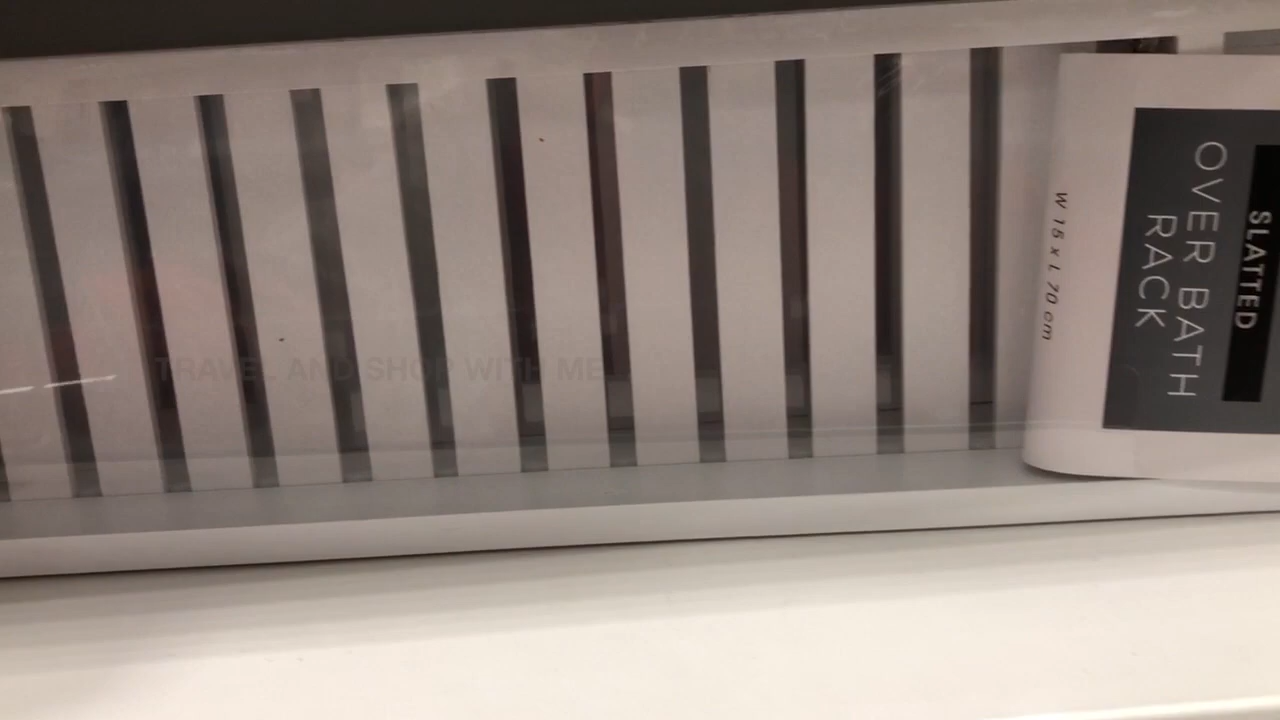 SLATTED
OVER BATH
RACK
W 15 x L 70 cm
TRAVEL AND SHOP WITH ME